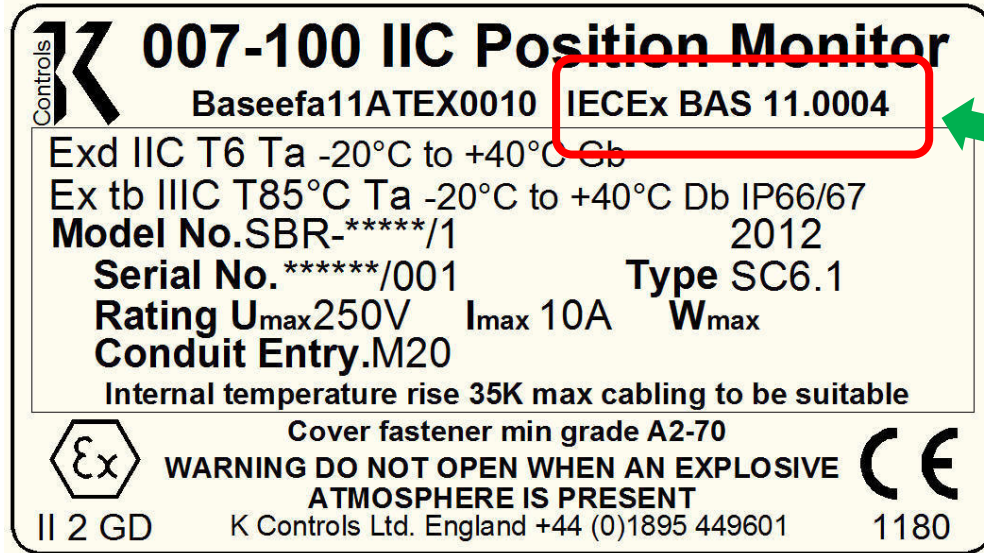 K Controls
007-100 IIC Position Monitor
Baseefa11ATEX0010 IECEx BAS 11.0004
Exd IIC T6 Ta -20°C to +40°C Gb
Ex tb IIIC T85°C Ta -20°C to +40°C Db IP66/67
Model No.SBR-*****/1 2012
Serial No. ******/001 Type SC6.1
Rating Umax250V Imax 10A Wmax
Conduit Entry.M20
Internal temperature rise 35K max cabling to be suitable
Cover fastener min grade A2-70
Ex WARNING DO NOT OPEN WHEN AN EXPLOSIVE CE
ATMOSPHERE IS PRESENT
II 2 GD K Controls Ltd. England +44 (0)1895 449601 1180